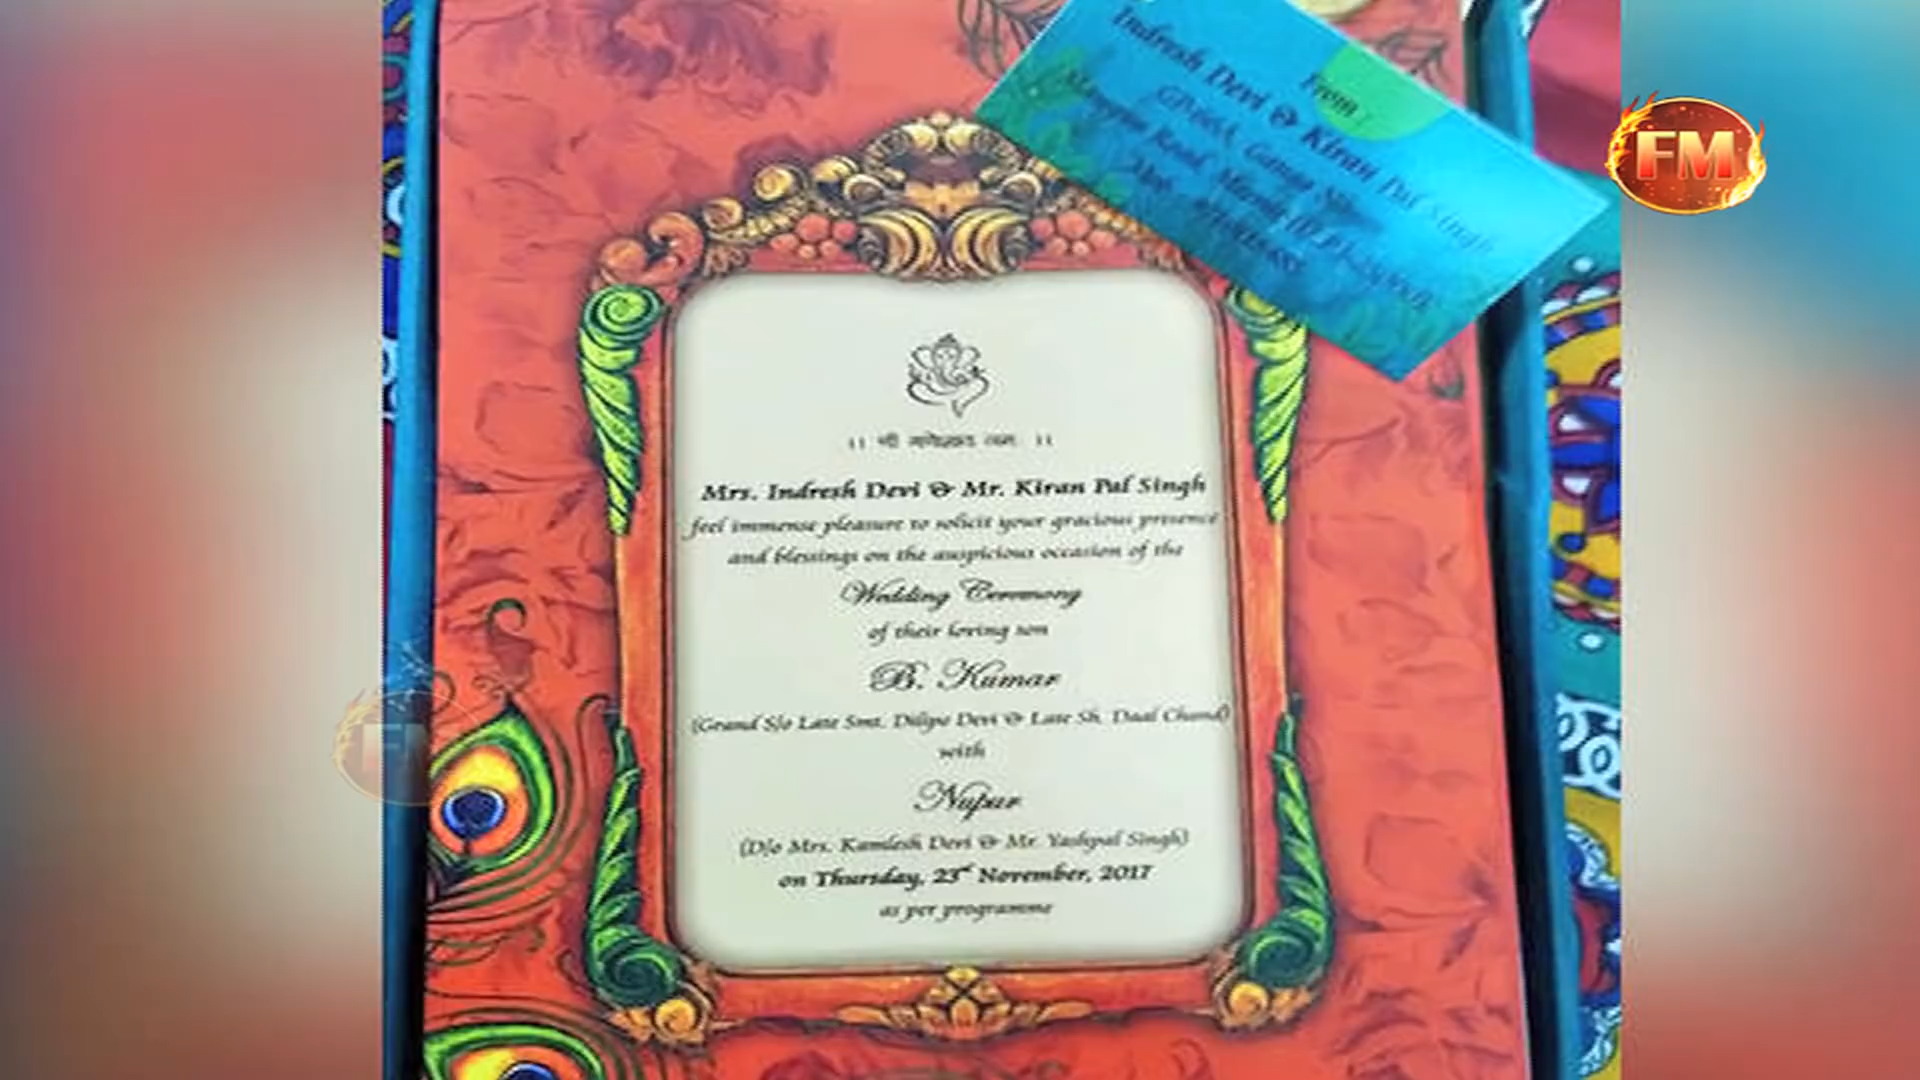 From :
Indresh Devi & Kiran Pal Singh
FM
।। श्री गणेशाय नमः ।।
Mrs. Indresh Devi & Mr. Kiran Pal Singh
feel immense pleasure to solicit your gracious presence
and blessings on the auspicious occasion of the
Wedding Ceremony
of their loving son
B. Kumar
(Grand S/o Late Smt. Devi & Late Sh. Daal Chand)
with
Nupur
(D/o Mrs. Kamlesh Devi & Mr. Yashpal Singh)
on Thursday, 23rd November, 2017
as per programme